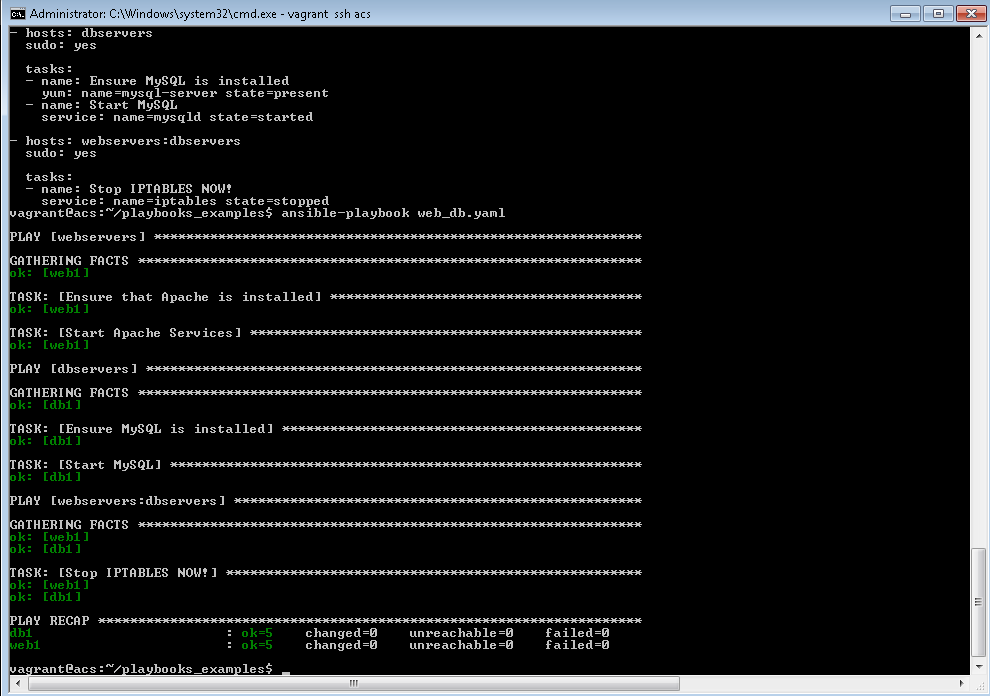 Administrator: C:\Windows\system32\cmd.exe - vagrant ssh acs
- hosts: dbservers
  sudo: yes
  tasks:
  - name: Ensure MySQL is installed
    yum: name=mysql-server state=present
  - name: Start MySQL
    service: name=mysqld state=started
- hosts: webservers:dbservers
  sudo: yes
  tasks:
  - name: Stop IPTABLES NOW!
    service: name=iptables state=stopped
vagrant@acs:~/playbooks_examples$ ansible-playbook web_db.yaml
PLAY [webservers] *************************************************************
GATHERING FACTS ***************************************************************
ok: [web1]
TASK: [Ensure that Apache is installed] ***************************************
ok: [web1]
TASK: [Start Apache Services] *************************************************
ok: [web1]
PLAY [dbservers] **************************************************************
GATHERING FACTS ***************************************************************
ok: [db1]
TASK: [Ensure MySQL is installed] *********************************************
ok: [db1]
TASK: [Start MySQL] ***********************************************************
ok: [db1]
PLAY [webservers:dbservers] ***************************************************
GATHERING FACTS ***************************************************************
ok: [web1]
ok: [db1]
TASK: [Stop IPTABLES NOW!] ****************************************************
ok: [web1]
ok: [db1]
PLAY RECAP ********************************************************************
db1                        : ok=5    changed=0    unreachable=0    failed=0
web1                       : ok=5    changed=0    unreachable=0    failed=0
vagrant@acs:~/playbooks_examples$ _